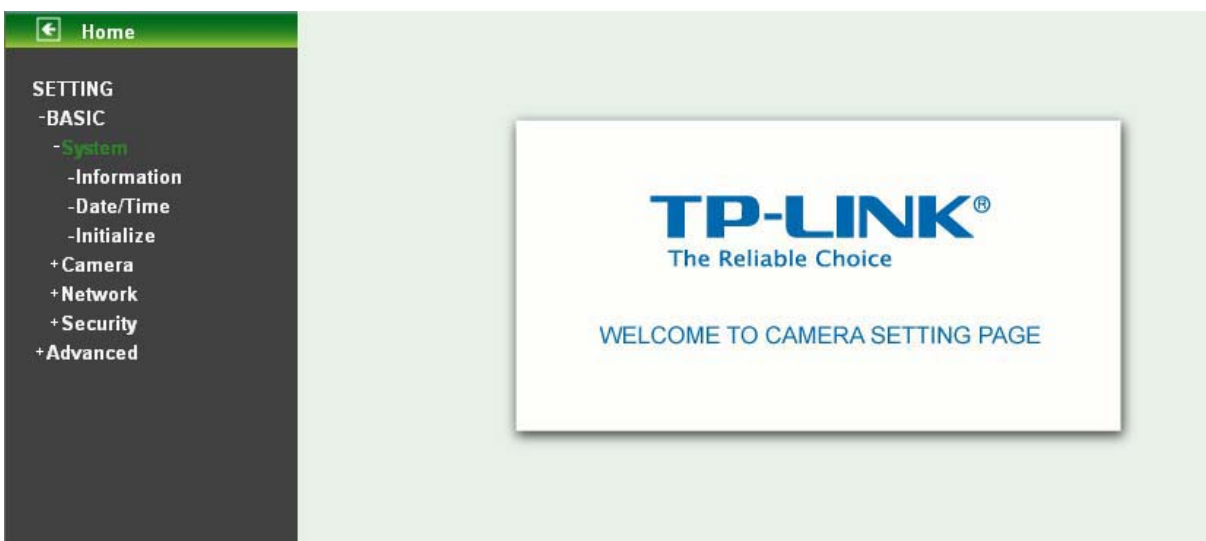 Home
SETTING
-BASIC
-System
-Information
-Date/Time
-Initialize
+Camera
+Network
+Security
+Advanced
TP-LINK®
The Reliable Choice
WELCOME TO CAMERA SETTING PAGE